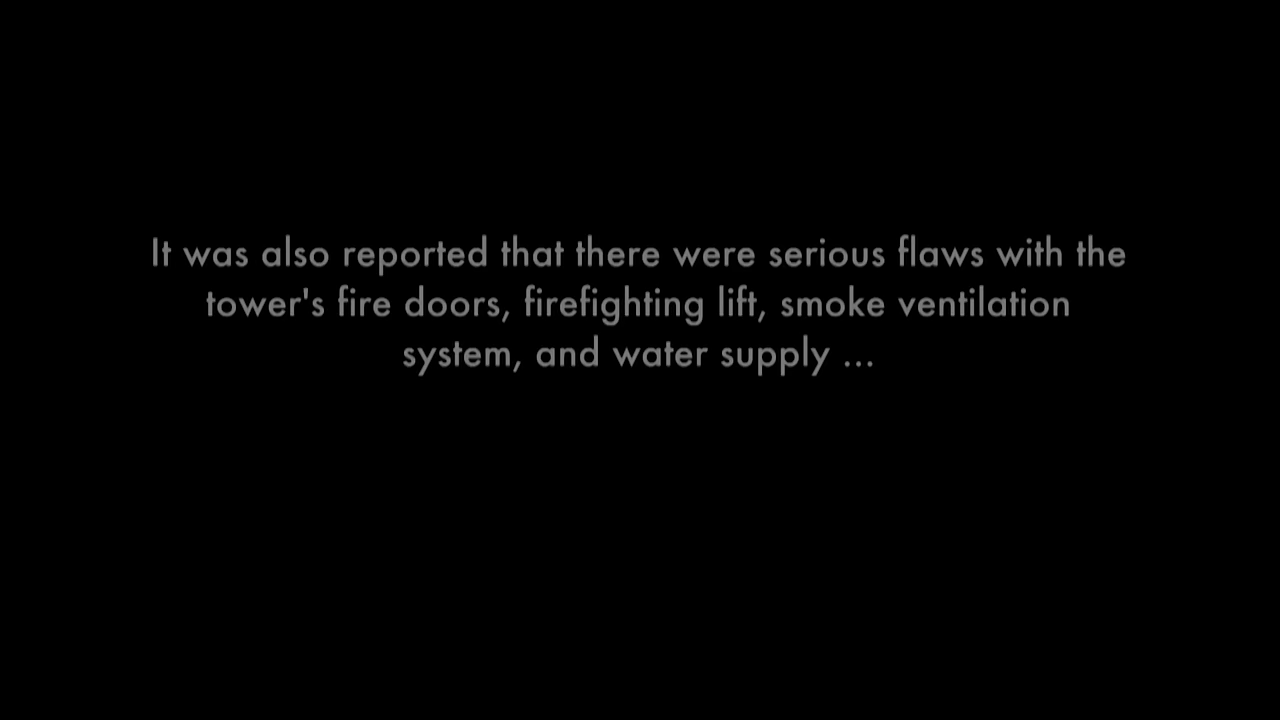 It was also reported that there were serious flaws with the
tower's fire doors, firefighting lift, smoke ventilation
system, and water supply ...